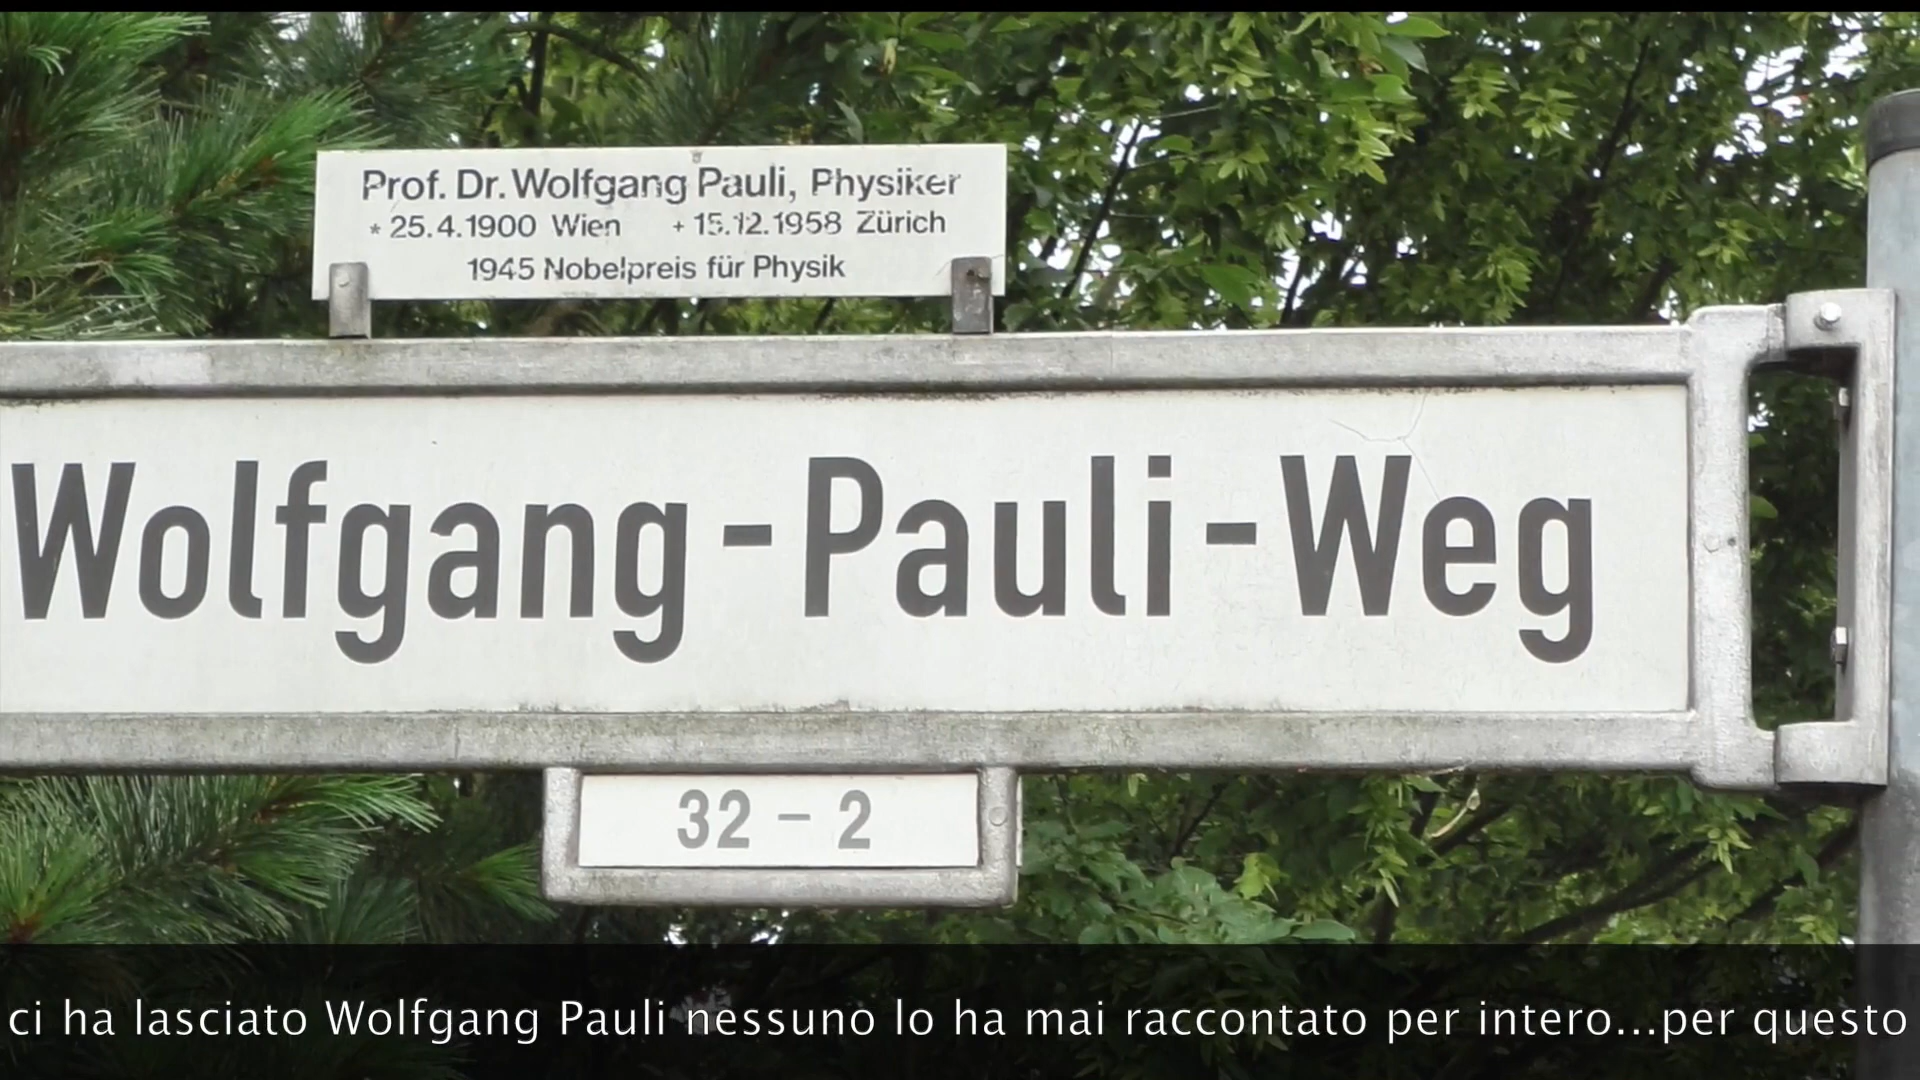 Prof. Dr. Wolfgang Pauli, Physiker
* 25.4.1900 Wien + 15.12.1958 Zürich
1945 Nobelpreis für Physik
Wolfgang-Pauli-Weg
32 – 2
ci ha lasciato Wolfgang Pauli nessuno lo ha mai raccontato per intero...per questo